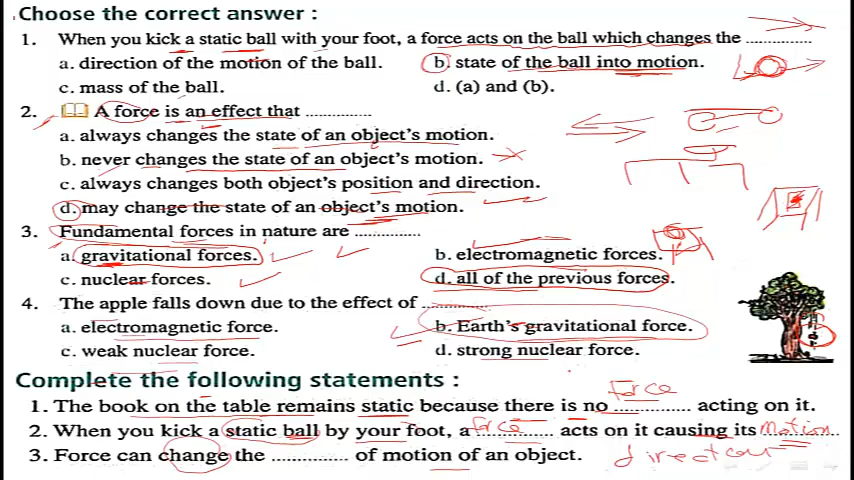 Choose the correct answer :
1. When you kick a static ball with your foot, a force acts on the ball which changes the ..............
a. direction of the motion of the ball. b. state of the ball into motion.
c. mass of the ball. d. (a) and (b).
2. A force is an effect that ..............
a. always changes the state of an object's motion.
b. never changes the state of an object's motion.
c. always changes both object's position and direction.
d. may change the state of an object's motion.
3. Fundamental forces in nature are ..............
a. gravitational forces. b. electromagnetic forces.
c. nuclear forces. d. all of the previous forces.
4. The apple falls down due to the effect of ..............
a. electromagnetic force. b. Earth's gravitational force.
c. weak nuclear force. d. strong nuclear force.
Complete the following statements :
1. The book on the table remains static because there is no force acting on it.
2. When you kick a static ball by your foot, a force acts on it causing its motion
3. Force can change the .............. of motion of an object.